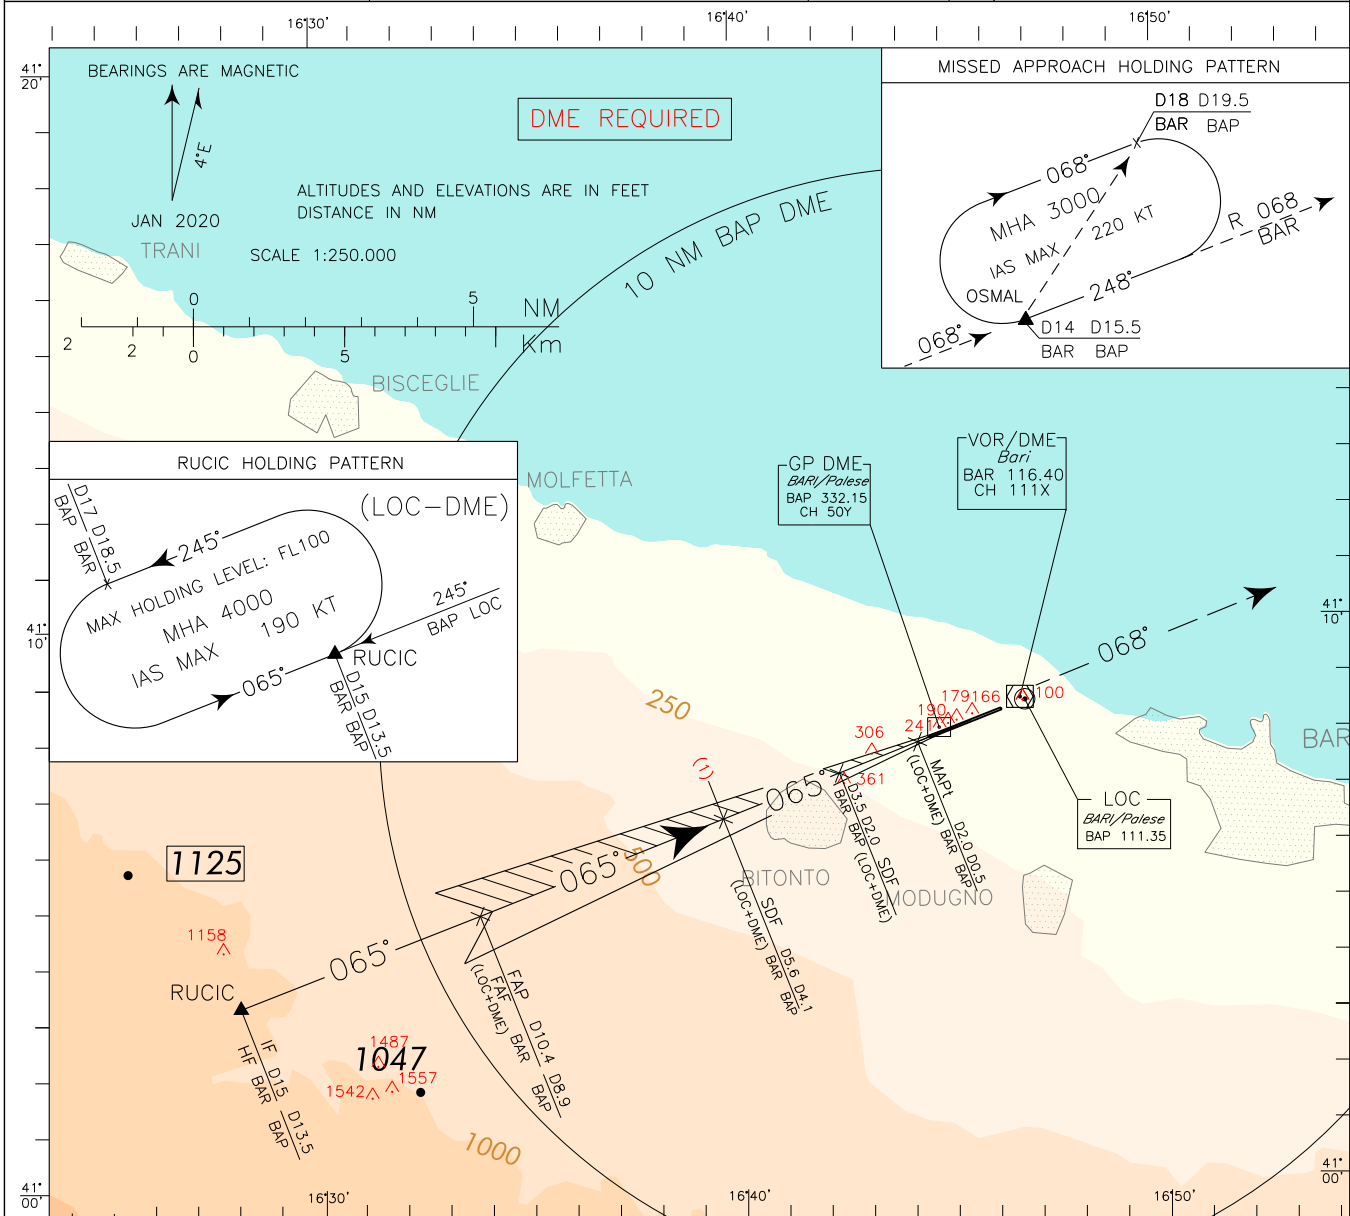 16°30'
16°40'
16°50'
41°
20'
BEARINGS ARE MAGNETIC
4°E
JAN 2020
DME REQUIRED
ALTITUDES AND ELEVATIONS ARE IN FEET
DISTANCE IN NM
SCALE 1:250.000
TRANI
0
5
NM
2
2
0
5
Km
10 NM BAP DME
BISCEGLIE
MISSED APPROACH HOLDING PATTERN
D18 D19.5
BAR BAP
068°
MHA 3000
IAS MAX 220 KT
R 068
BAR
OSMAL
248°
068°
D14 D15.5
BAR BAP
RUCIC HOLDING PATTERN
(LOC-DME)
D17 D18.5
BAP BAR
245°
MAX HOLDING LEVEL: FL100
MHA 4000
IAS MAX 190 KT
245°
BAP LOC
065°
RUCIC
D15 D13.5
BAR BAP
41°
10'
MOLFETTA
GP DME
BARI/Palese
BAP 332.15
CH 50Y
VOR/DME
Bari
BAR 116.40
CH 111X
41°
10'
068°
250
179
166
100
190
241
306
361
BAR
(1)
065°
MAPt
(LOC+DME)
D2.0 D0.5
BAR BAP
D3.5 D2.0 SDF
BAR BAP (LOC+DME)
LOC
BARI/Palese
BAP 111.35
1125
500
065°
BITONTO
MODUGNO
SDF D5.6 D4.1
(LOC+DME) BAR BAP
1158
065°
RUCIC
FAP D10.4 D8.9
FAF BAR BAP
(LOC+DME)
IF D15 D13.5
HF BAR BAP
1487
1047
1542
1557
1000
41°
00'
16°30'
16°40'
16°50'
41°
00'